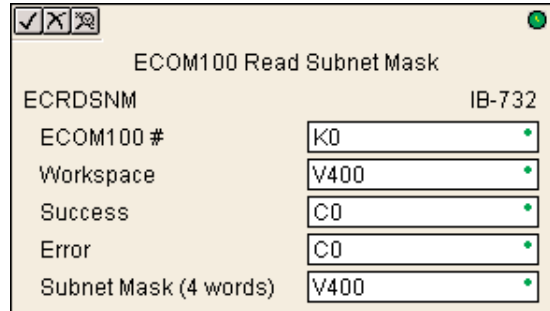 ECOM100 Read Subnet Mask
ECRDSNM IB-732
ECOM100 # K0
Workspace V400
Success C0
Error C0
Subnet Mask (4 words) V400